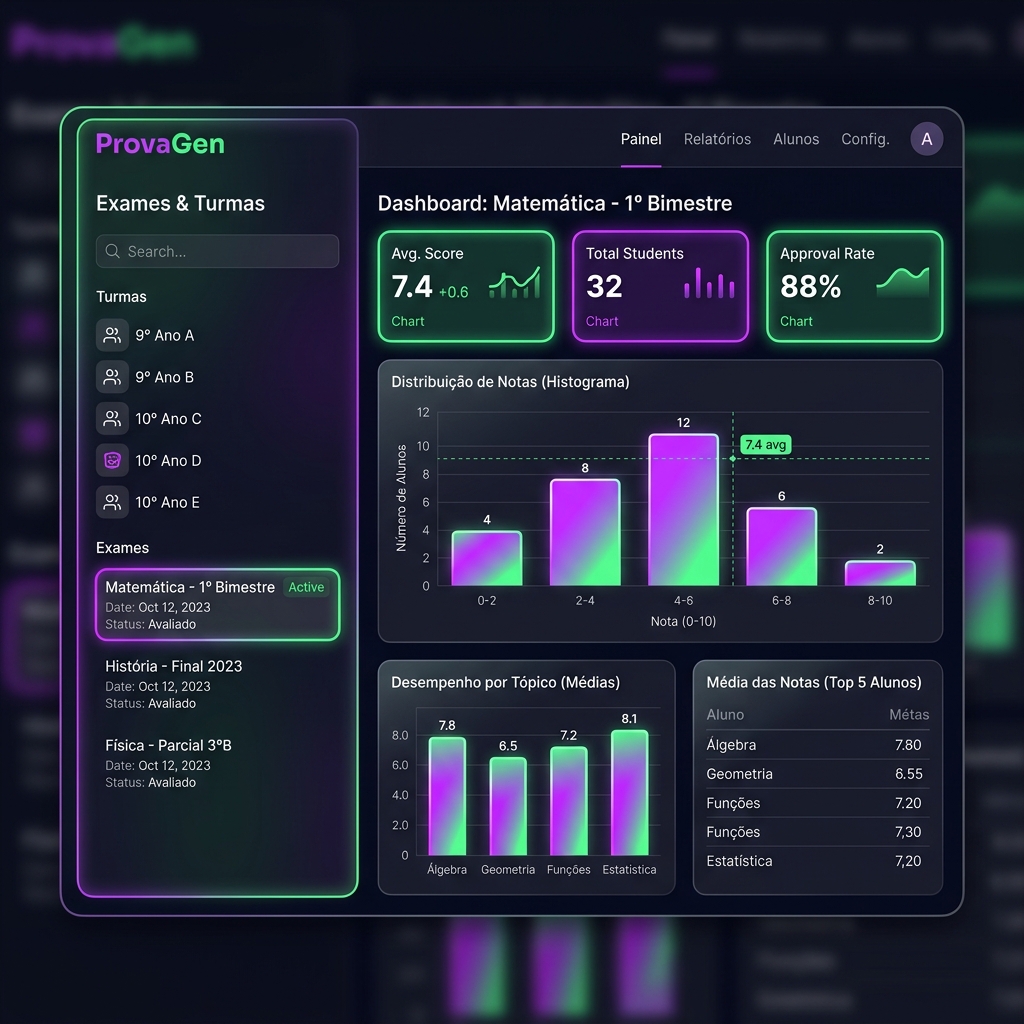 ProvaGen
Painel Relatórios Alunos Config. A
Exames & Turmas
Search...
Turmas
9º Ano A
9º Ano B
10º Ano C
10º Ano D
10º Ano E
Exames
Matemática - 1º Bimestre Active
Date: Oct 12, 2023
Status: Avaliado
História - Final 2023
Date: Oct 12, 2023
Status: Avaliado
Física - Parcial 3ºB
Date: Oct 12, 2023
Status: Avaliado
Dashboard: Matemática - 1º Bimestre
Avg. Score
7.4 +0.6
Chart
Total Students
32
Chart
Approval Rate
88%
Chart
Distribuição de Notas (Histograma)
Número de Alunos
12
10
8
6
4
2
0
4
8
12
6
2
7.4 avg
0-2 2-4 4-6 6-8 8-10
Nota (0-10)
Desempenho por Tópico (Médias)
8.0
6.0
4.0
2.0
0
7.8 6.5 7.2 8.1
Álgebra Geometria Funções Estatistica
Média das Notas (Top 5 Alunos)
Aluno Métas
Álgebra 7.80
Geometria 6.55
Funções 7.20
Funções 7,30
Estatística 7,20